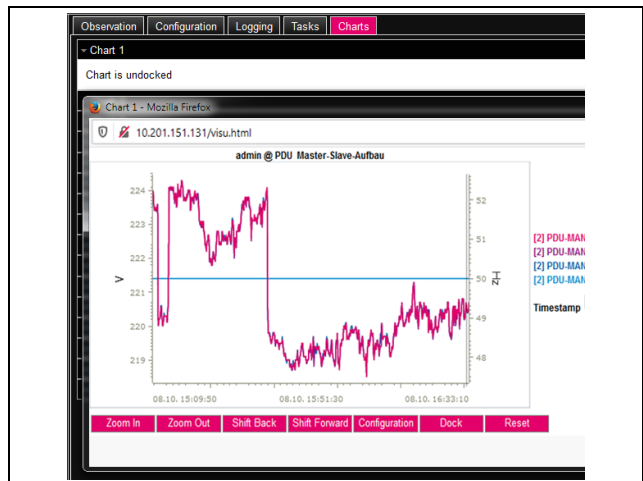 Observation Configuration Logging Tasks Charts
Chart 1
Chart is undocked
Chart 1 - Mozilla Firefox
10.201.151.131/visu.html
admin @ PDU Master-Slave-Aufbau
224
223
222
221
220
219
V
52
51
50
49
48
Hz
08.10. 15:09:50 08.10. 15:51:30 08.10. 16:33:10
[2] PDU-MAN
[2] PDU-MAN
[2] PDU-MAN
[2] PDU-MAN
Timestamp
Zoom In Zoom Out Shift Back Shift Forward Configuration Dock Reset